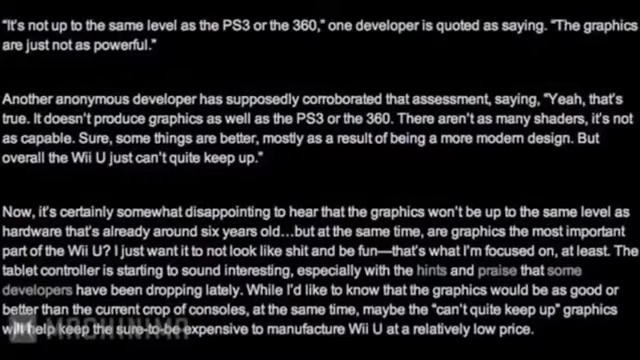 “It’s not up to the same level as the PS3 or the 360,” one developer is quoted as saying. “The graphics
are just not as powerful.”
Another anonymous developer has supposedly corroborated that assessment, saying, “Yeah, that’s
true. It doesn’t produce graphics as well as the PS3 or the 360. There aren’t as many shaders, it’s not
as capable. Sure, some things are better, mostly as a result of being a more modern design. But
overall the Wii U just can’t quite keep up.”
Now, it’s certainly somewhat disappointing to hear that the graphics won’t be up to the same level as
hardware that’s already around six years old…but at the same time, are graphics the most important
part of the Wii U? I just want it to not look like shit and be fun—that’s what I’m focused on, at least. The
tablet controller is starting to sound interesting, especially with the hints and praise that some
developers have been dropping lately. While I’d like to know that the graphics would be as good or
better than the current crop of consoles, at the same time, maybe the “can’t quite keep up” graphics
will help keep the sure-to-be-expensive to manufacture Wii U at a relatively low price.
MACHINIMA